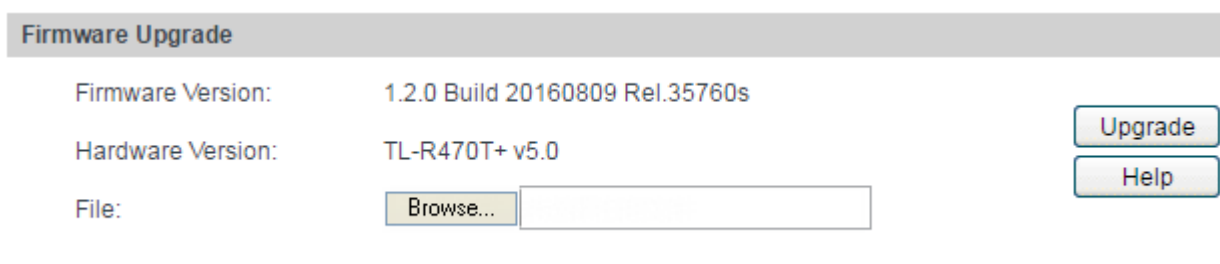 Firmware Upgrade
Firmware Version: 1.2.0 Build 20160809 Rel.35760s
Upgrade
Hardware Version: TL-R470T+ v5.0
Help
File: Browse...